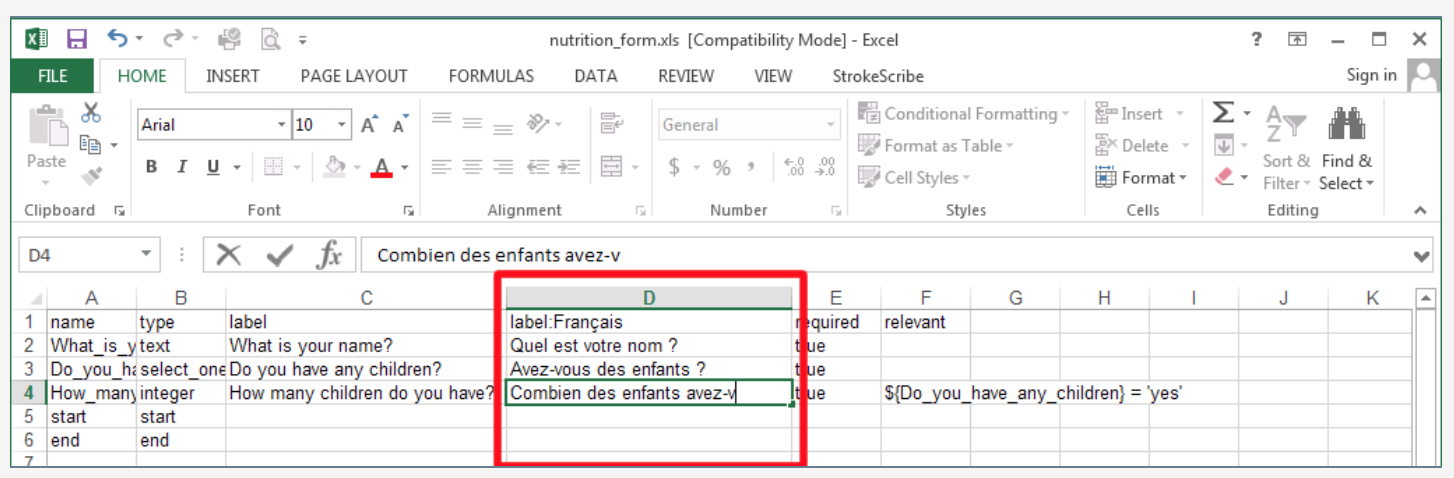 nutrition_form.xls [Compatibility Mode] - Excel
FILE HOME INSERT PAGE LAYOUT FORMULAS DATA REVIEW VIEW StrokeScribe Sign in
Paste
Clipboard
Arial 10
B I U
Font
Alignment
General
$ % ,
Number
Conditional Formatting
Format as Table
Cell Styles
Styles
Insert
Delete
Format
Cells
Sort & Filter
Find & Select
Editing
D4 fx Combien des enfants avez-v
A B C D E F G H I J K
1 name type label label:Français required relevant
2 What_is_y text What is your name? Quel est votre nom ? true
3 Do_you_ha select_one Do you have any children? Avez-vous des enfants ? true
4 How_many integer How many children do you have? Combien des enfants avez-v true ${Do_you_have_any_children} = 'yes'
5 start start
6 end end
7